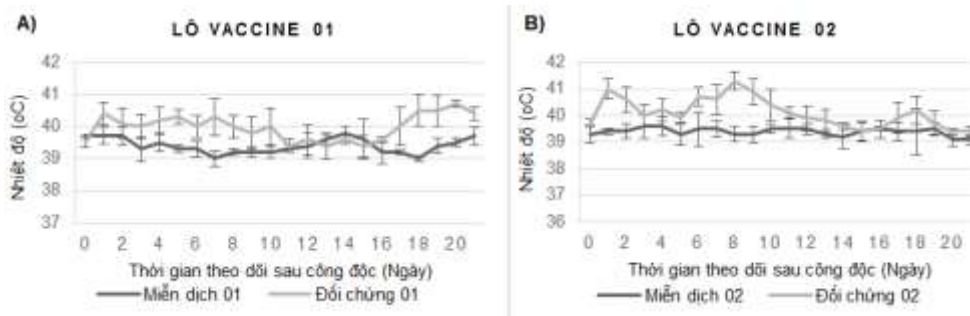 A)
LÔ VACCINE 01
Nhiệt độ (oC)
42
41
40
39
38
37
0 2 4 6 8 10 12 14 16 18 20
Thời gian theo dõi sau công độc (Ngày)
Miễn dịch 01 Đối chứng 01
B)
LÔ VACCINE 02
Nhiệt độ (oC)
42
41
40
39
38
37
36
0 2 4 6 8 10 12 14 16 18 20
Thời gian theo dõi sau công độc (Ngày)
Miễn dịch 02 Đối chứng 02